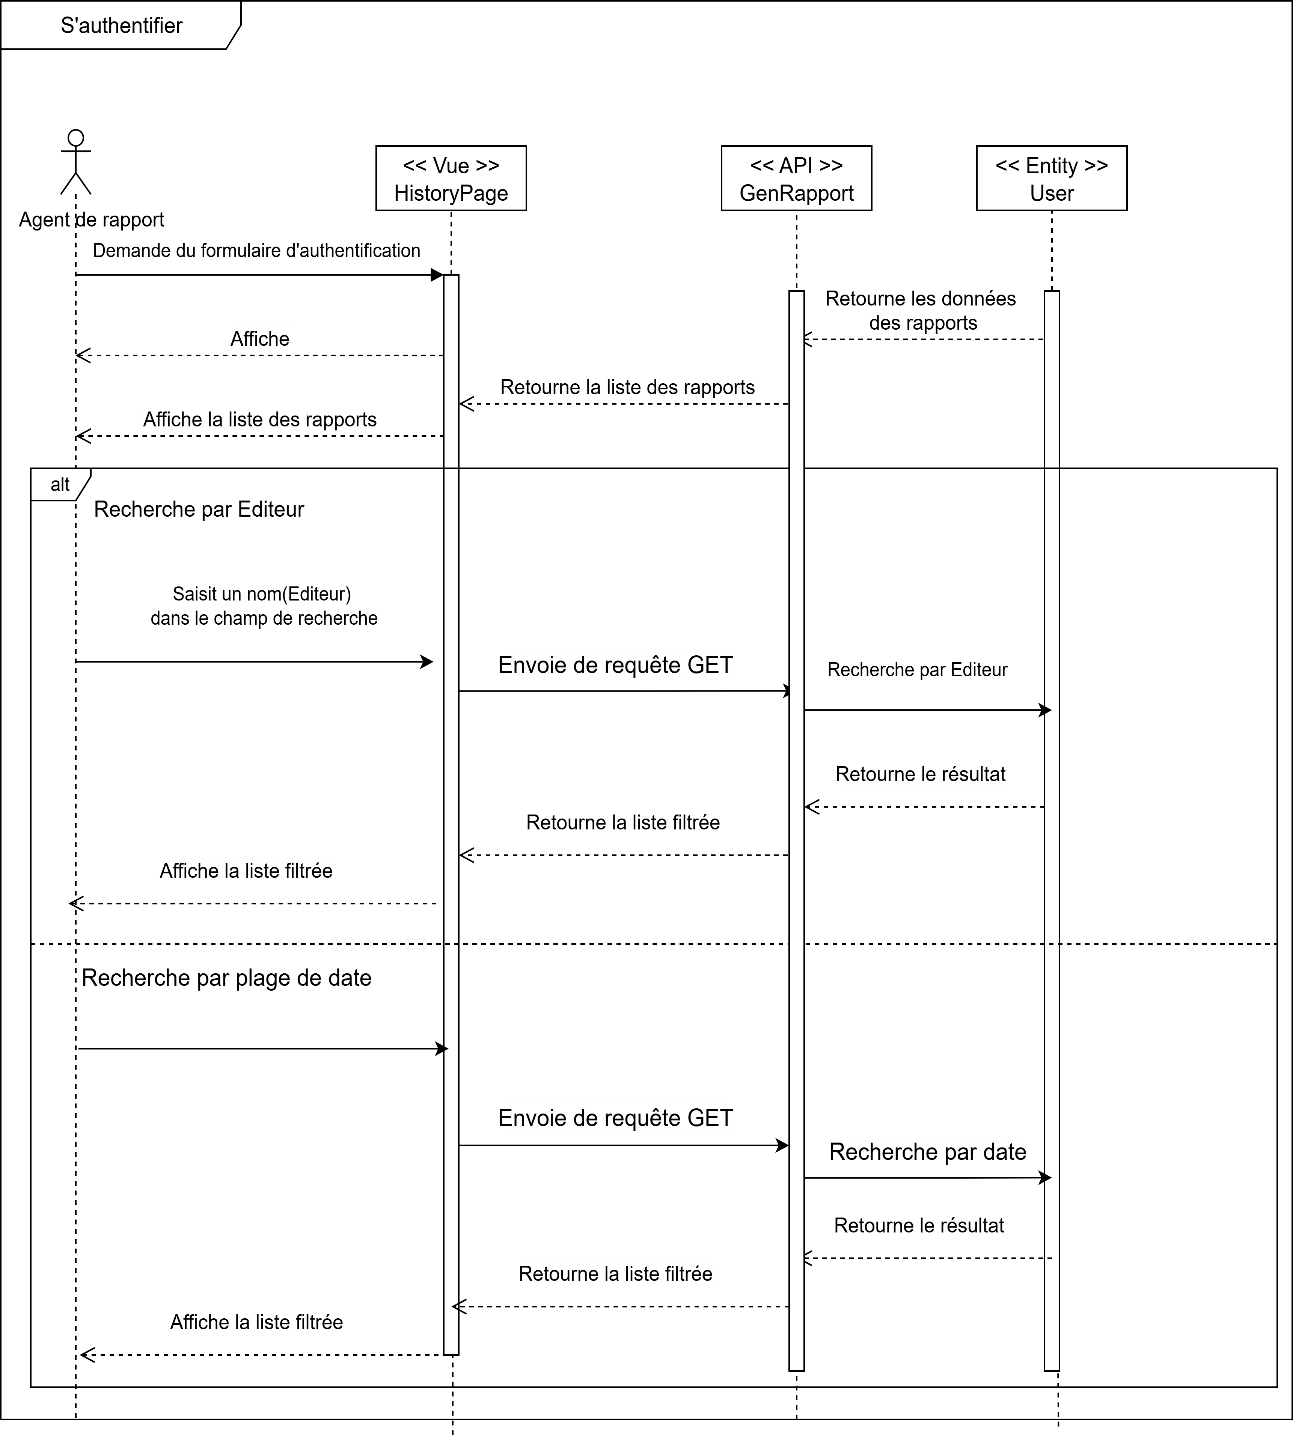 S'authentifier
<< Vue >>
HistoryPage
<< API >>
GenRapport
<< Entity >>
User
Agent de rapport
Demande du formulaire d'authentification
Retourne les données
des rapports
Affiche
Retourne la liste des rapports
Affiche la liste des rapports
alt
Recherche par Editeur
Saisit un nom(Editeur)
dans le champ de recherche
Envoie de requête GET
Recherche par Editeur
Retourne le résultat
Retourne la liste filtrée
Affiche la liste filtrée
Recherche par plage de date
Envoie de requête GET
Recherche par date
Retourne le résultat
Retourne la liste filtrée
Affiche la liste filtrée